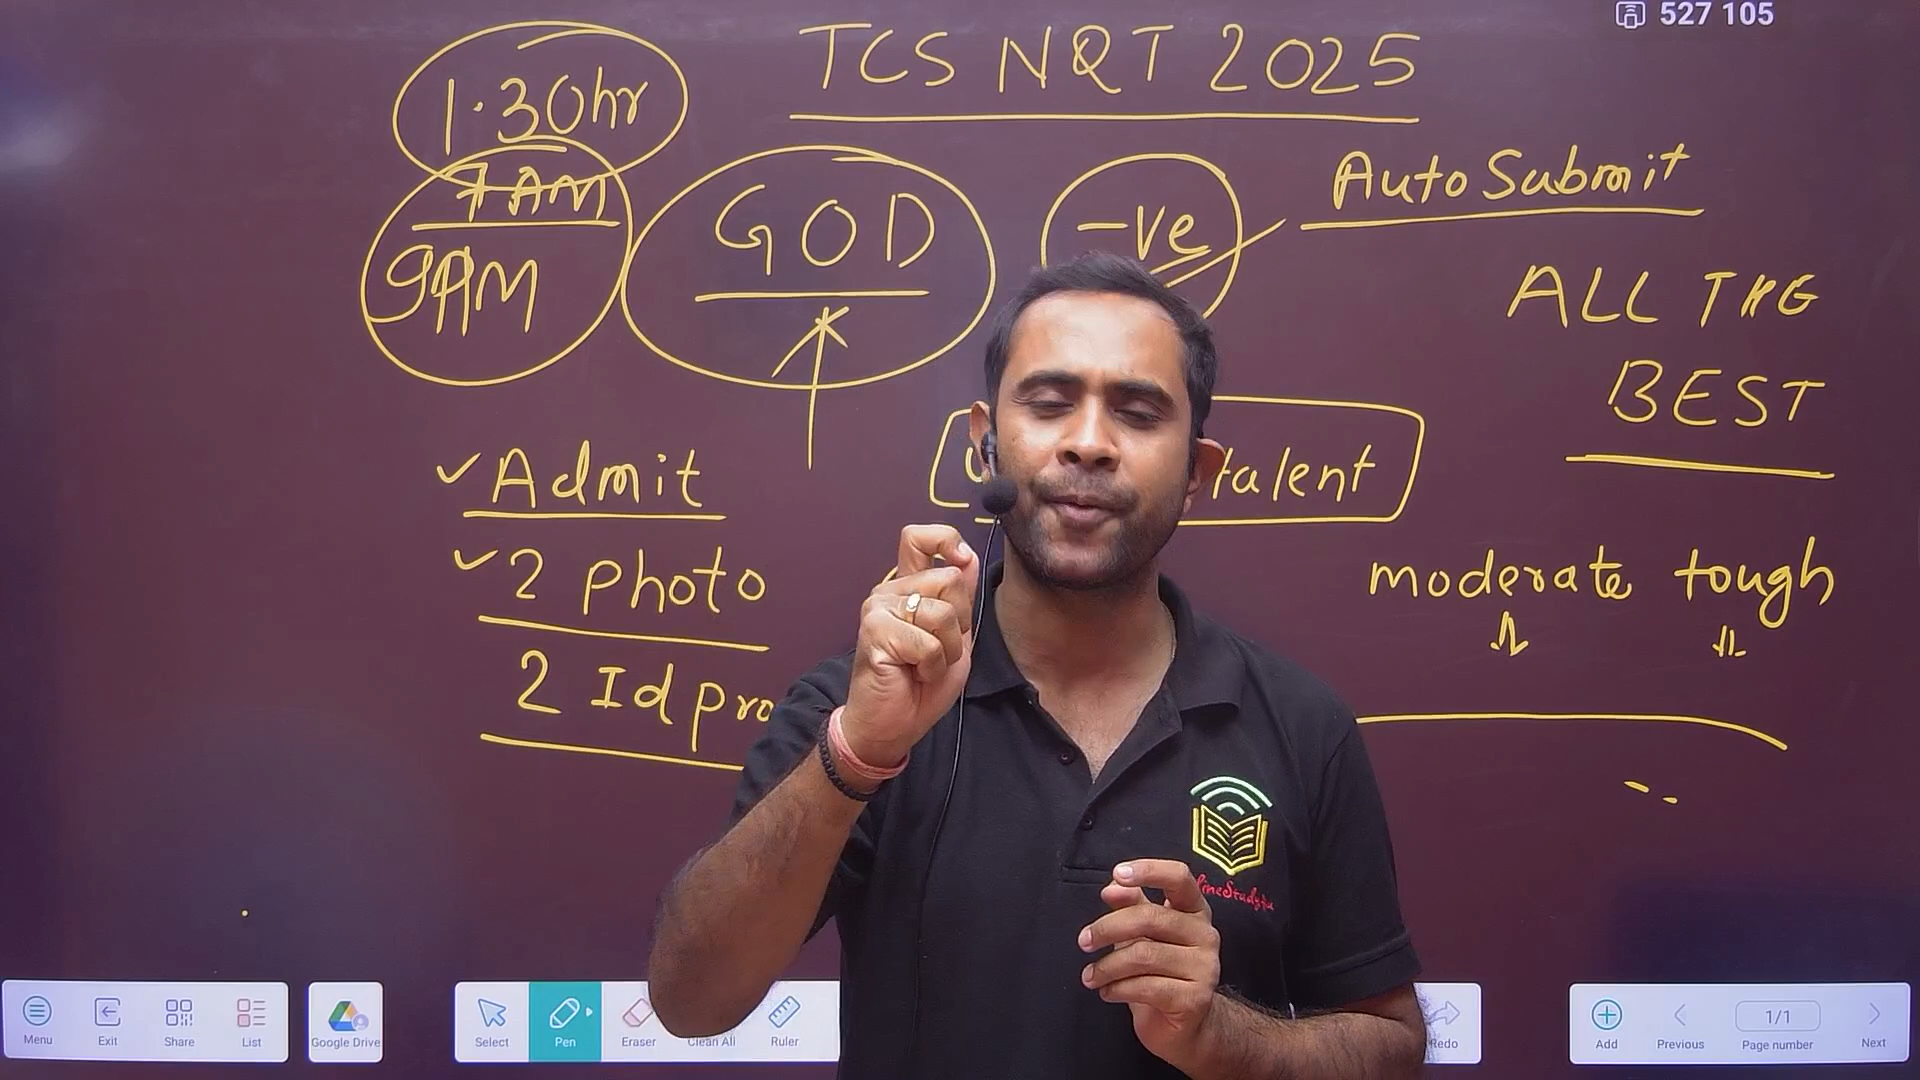 527 105
TCS NQT 2025
1.30hr
7 AM
9AM
GOD
-ve
Auto Submit
ALL THE
BEST
✓ Admit
talent
✓ 2 photo
moderate tough
2 Id pro
Menu
Exit
Share
List
Google Drive
Select
Pen
Eraser
Clean All
Ruler
Redo
Add
Previous
1/1
Page number
Next